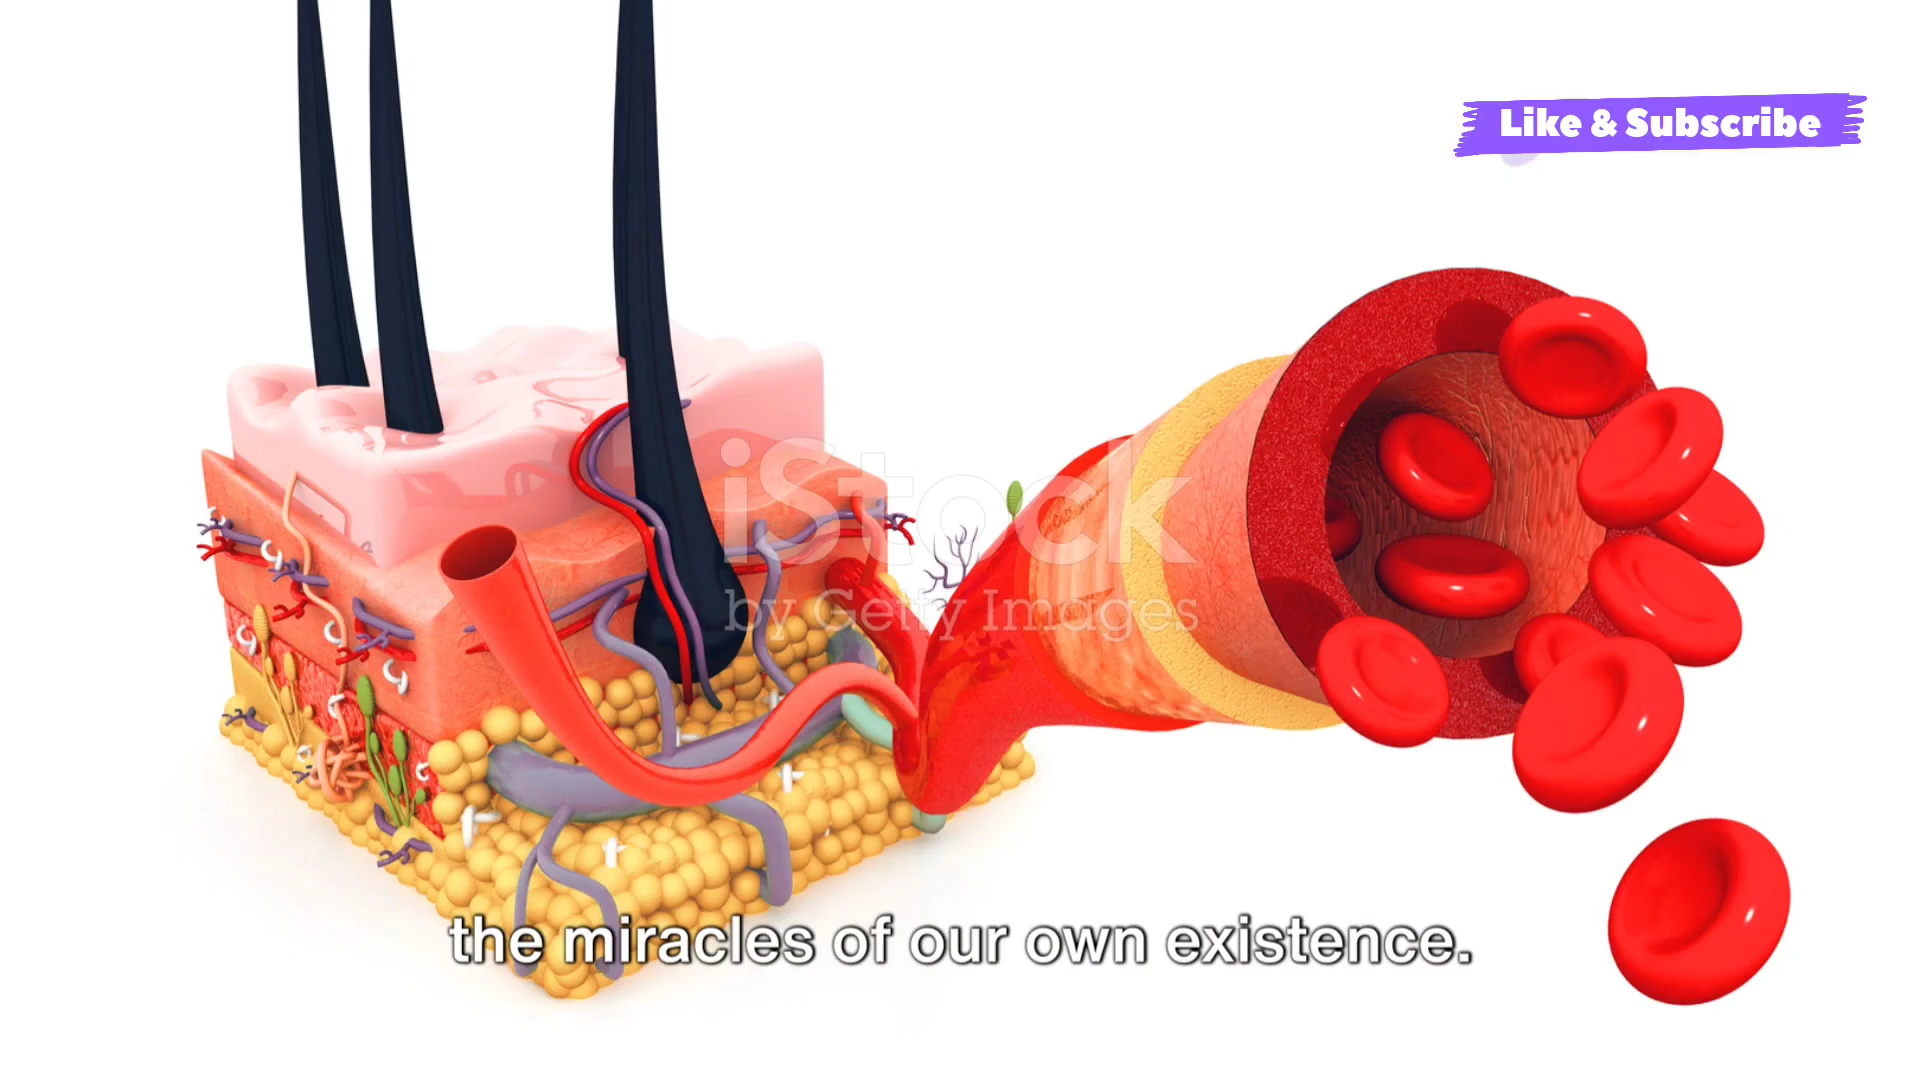 Like & Subscribe
iStock
by Getty Images
the miracles of our own existence.